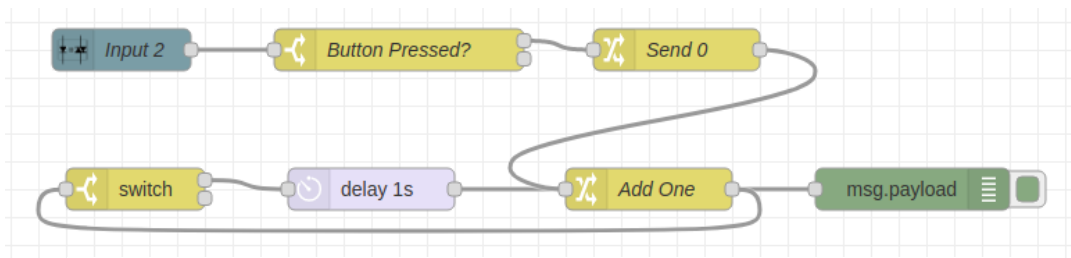 Input 2
Button Pressed?
Send 0
switch
delay 1s
Add One
msg.payload